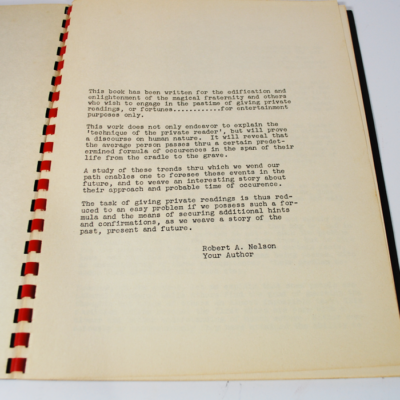 This book has been written for the edification and
enlightenment of the magical fraternity and others
who wish to engage in the pastime of giving private
readings, or fortunes...........for entertainment
purposes only.
This work does not only endeavor to explain the
'technique of the private reader', but will prove
a discourse on human nature. It will reveal that
the average person passes thru a certain predet-
ermined formula of occurences in the span of their
life from the cradle to the grave.
A study of these trends thru which we wend our
path enables one to foresee these events in the
future, and to weave an interesting story about
their approach and probable time of occurence.
The task of giving private readings is thus red-
uced to an easy problem if we possess such a for-
mula and the means of securing additional hints
and confirmations, as we weave a story of the
past, present and future.
Robert A. Nelson
Your Author